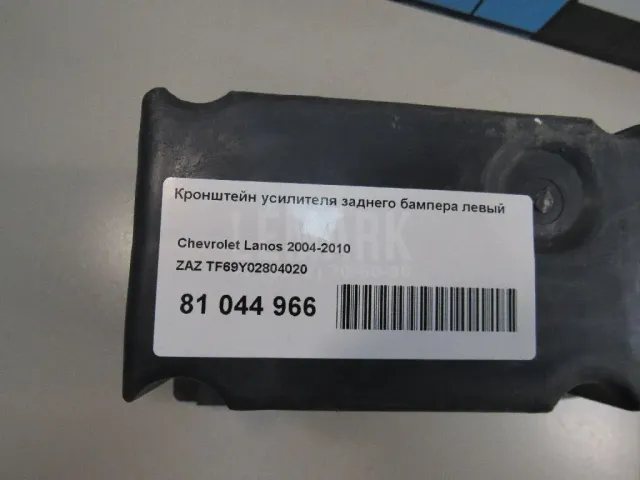 Кронштейн усилителя заднего бампера левый
Chevrolet Lanos 2004-2010
ZAZ TF69Y02804020
81 044 966